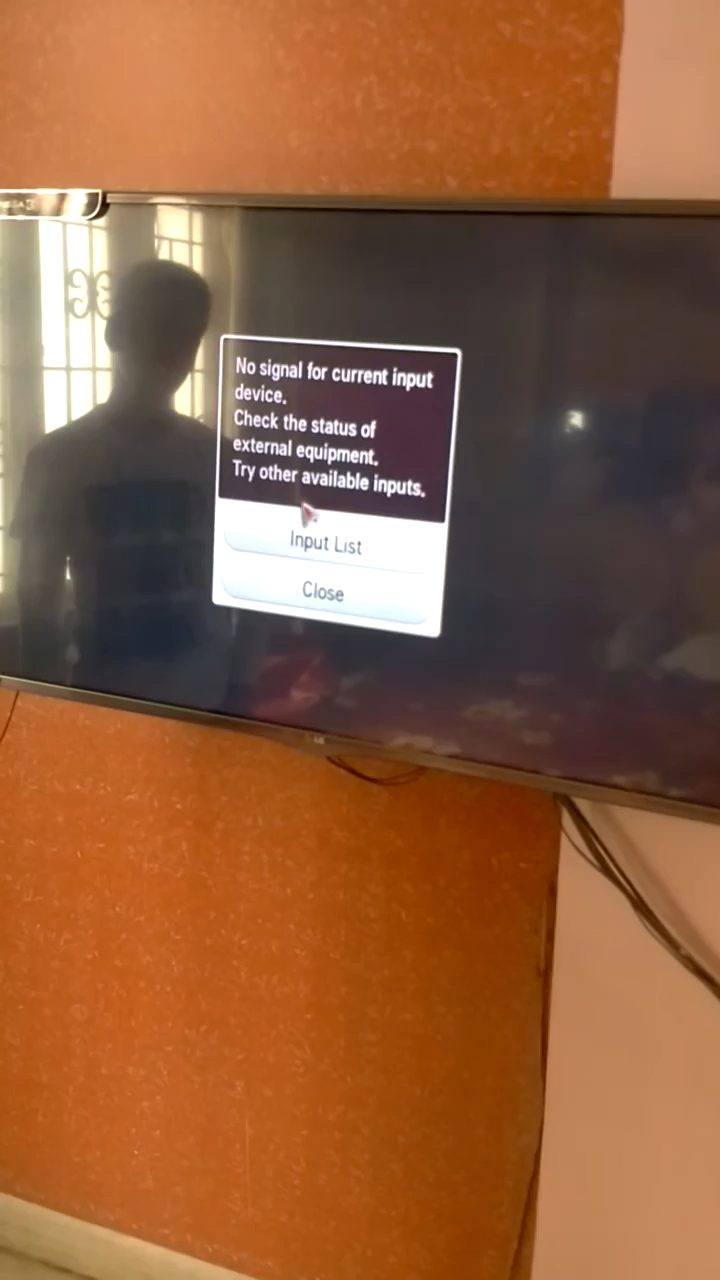 No signal for current input
device.
Check the status of
external equipment.
Try other available inputs.
Input List
Close
LG